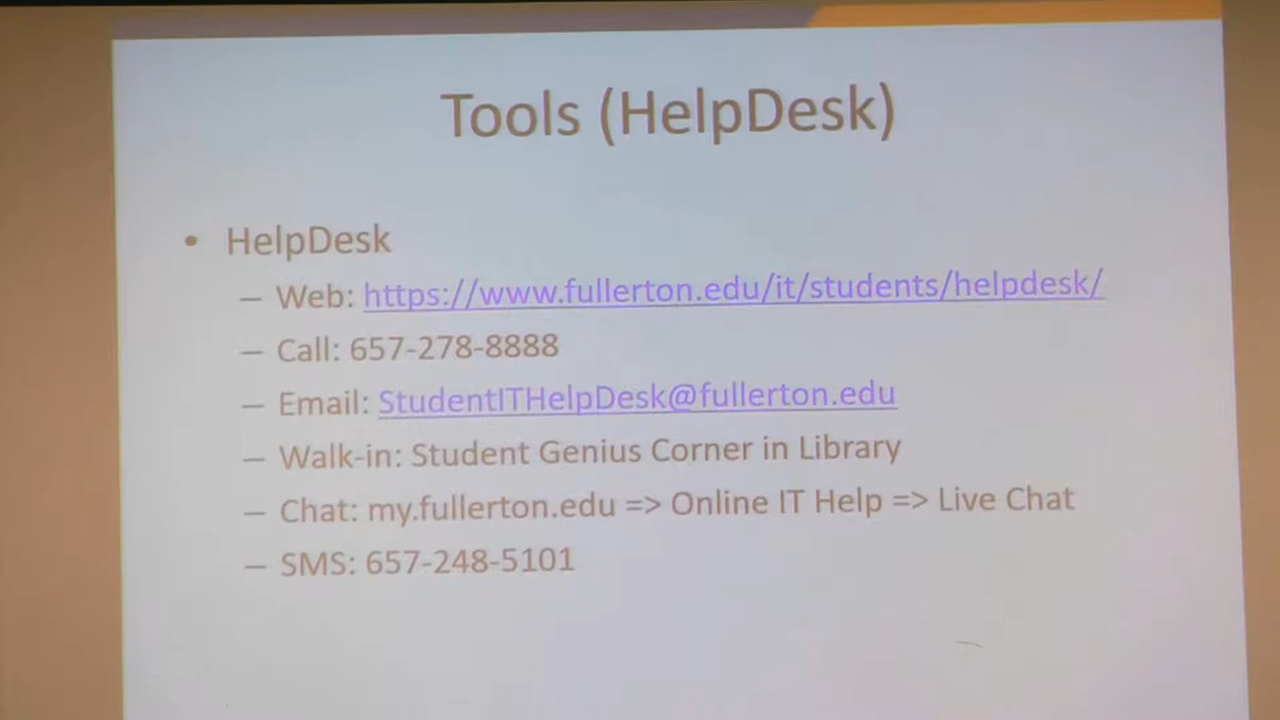 Tools (HelpDesk)
• HelpDesk
– Web: https://www.fullerton.edu/it/students/helpdesk/
– Call: 657-278-8888
– Email: StudentITHelpDesk@fullerton.edu
– Walk-in: Student Genius Corner in Library
– Chat: my.fullerton.edu => Online IT Help => Live Chat
– SMS: 657-248-5101